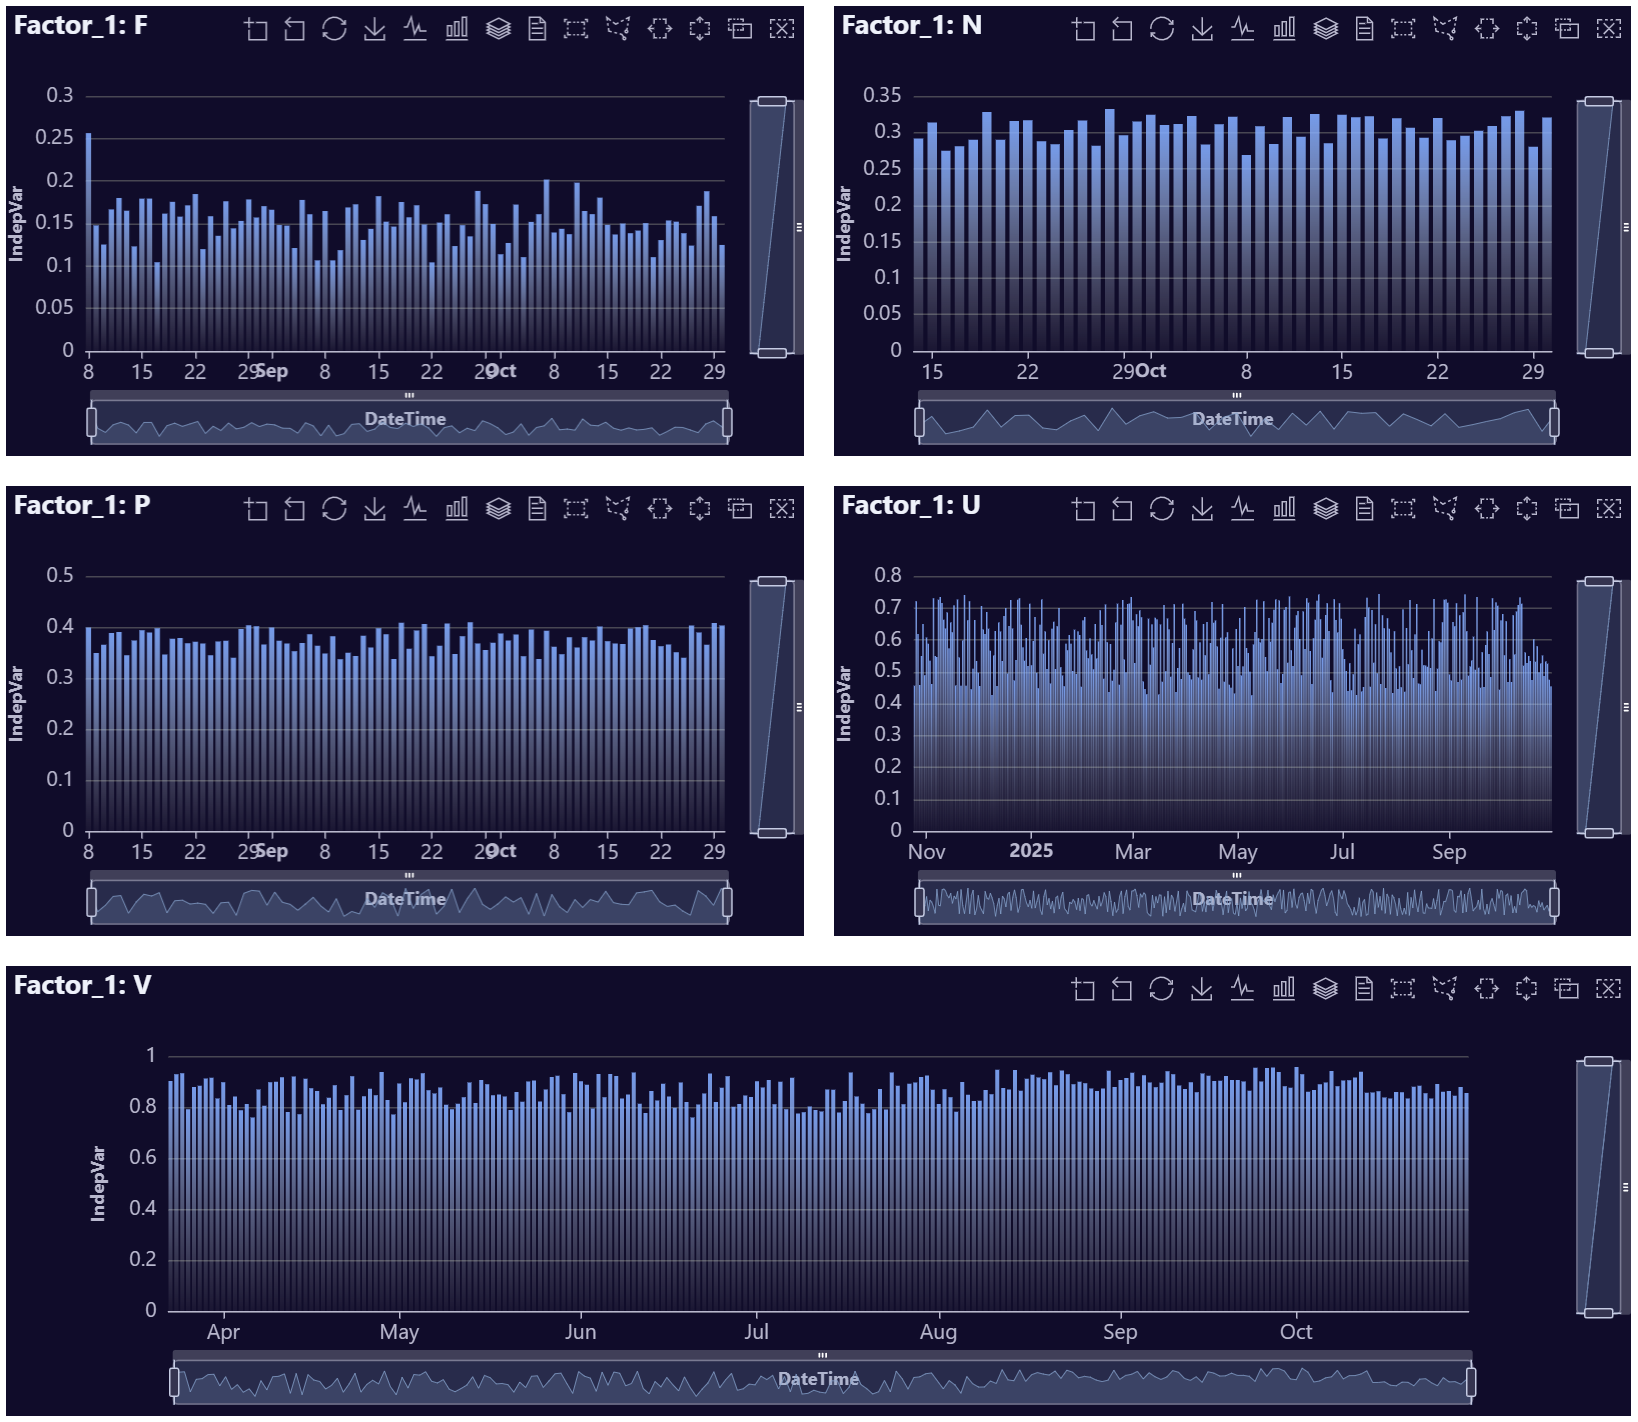 Factor_1: F
0.3
0.25
0.2
0.15
0.1
0.05
0
IndepVar
8 15 22 29 Sep 8 15 22 29 Oct 8 15 22 29
DateTime
Factor_1: N
0.35
0.3
0.25
0.2
0.15
0.1
0.05
0
IndepVar
15 22 29 Oct 8 15 22 29
DateTime
Factor_1: P
0.5
0.4
0.3
0.2
0.1
0
IndepVar
8 15 22 29 Sep 8 15 22 29 Oct 8 15 22 29
DateTime
Factor_1: U
0.8
0.7
0.6
0.5
0.4
0.3
0.2
0.1
0
IndepVar
Nov 2025 Mar May Jul Sep
DateTime
Factor_1: V
1
0.8
0.6
0.4
0.2
0
IndepVar
Apr May Jun Jul Aug Sep Oct
DateTime